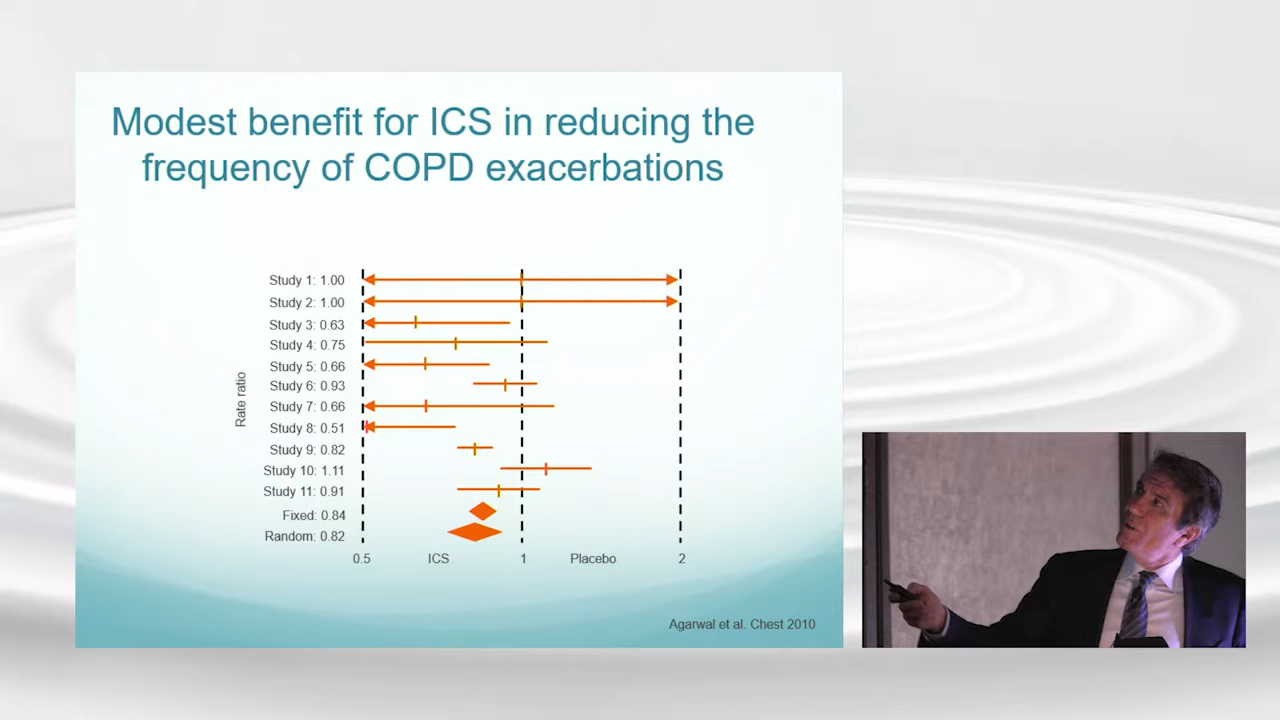 Modest benefit for ICS in reducing the
frequency of COPD exacerbations
Rate ratio
Study 1: 1.00
Study 2: 1.00
Study 3: 0.63
Study 4: 0.75
Study 5: 0.66
Study 6: 0.93
Study 7: 0.66
Study 8: 0.51
Study 9: 0.82
Study 10: 1.11
Study 11: 0.91
Fixed: 0.84
Random: 0.82
0.5 ICS 1 Placebo 2
Agarwal et al. Chest 2010